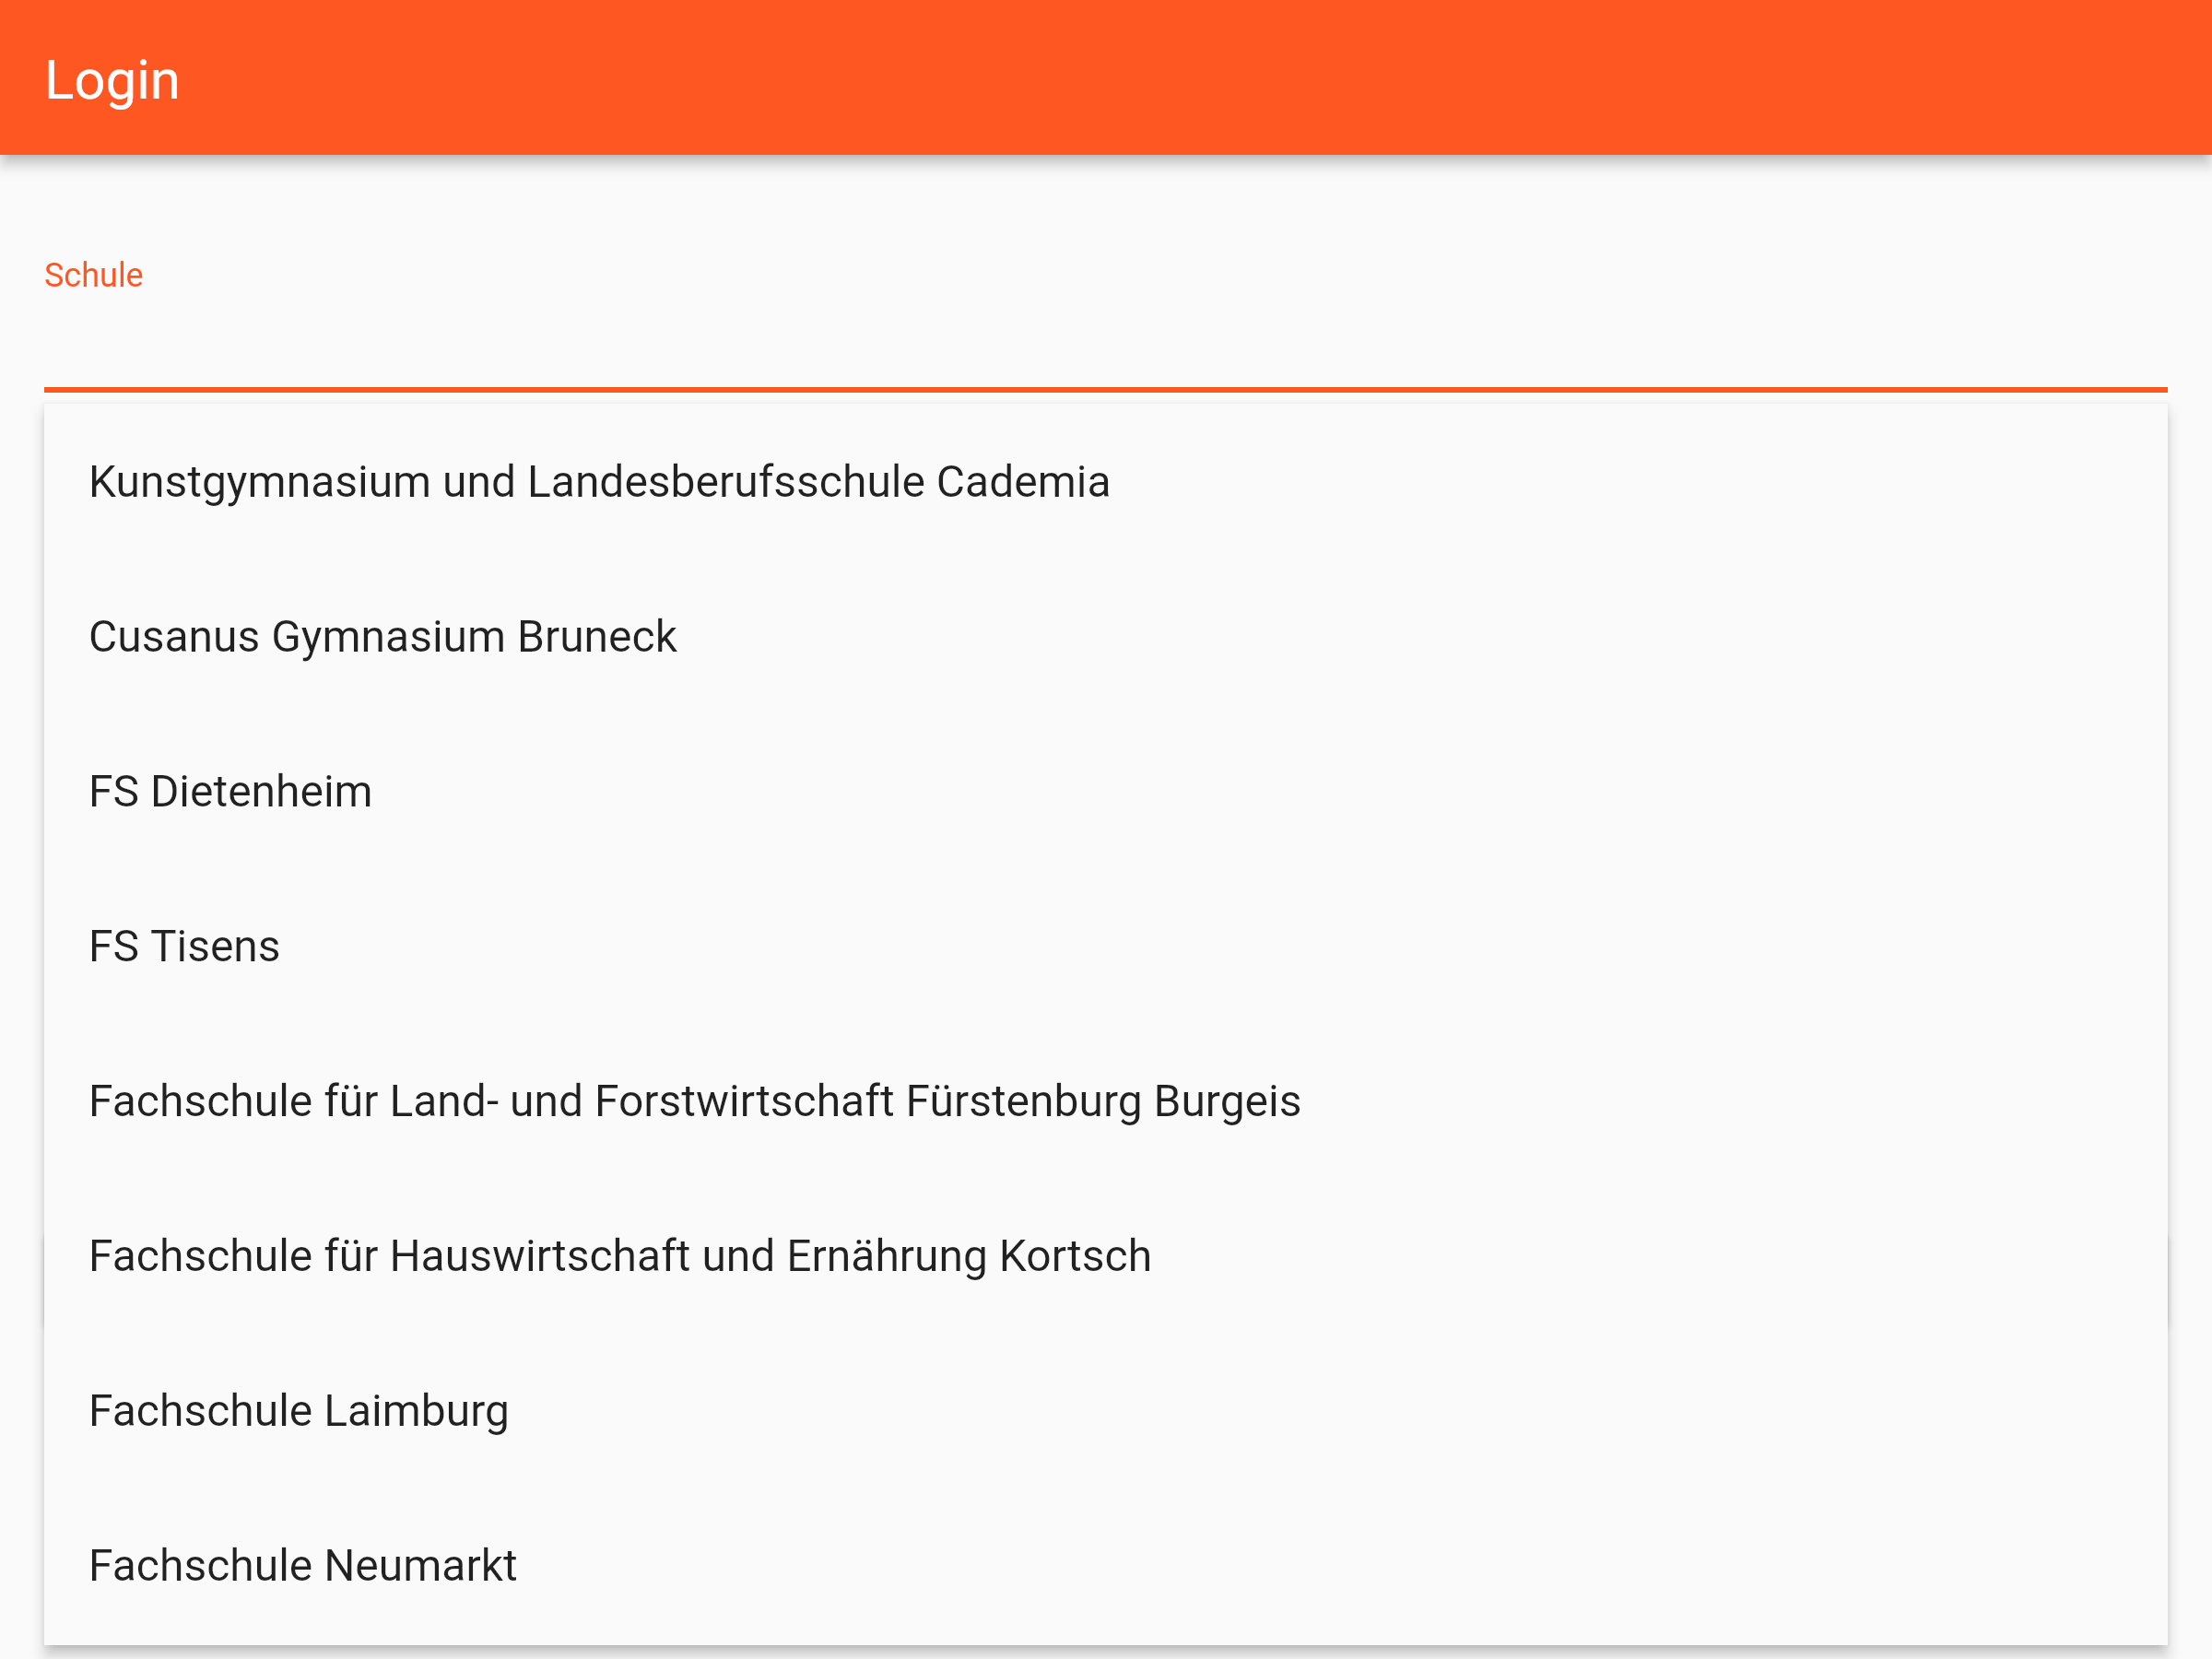 Login
Schule
Kunstgymnasium und Landesberufsschule Cademia
Cusanus Gymnasium Bruneck
FS Dietenheim
FS Tisens
Fachschule für Land- und Forstwirtschaft Fürstenburg Burgeis
Fachschule für Hauswirtschaft und Ernährung Kortsch
Fachschule Laimburg
Fachschule Neumarkt